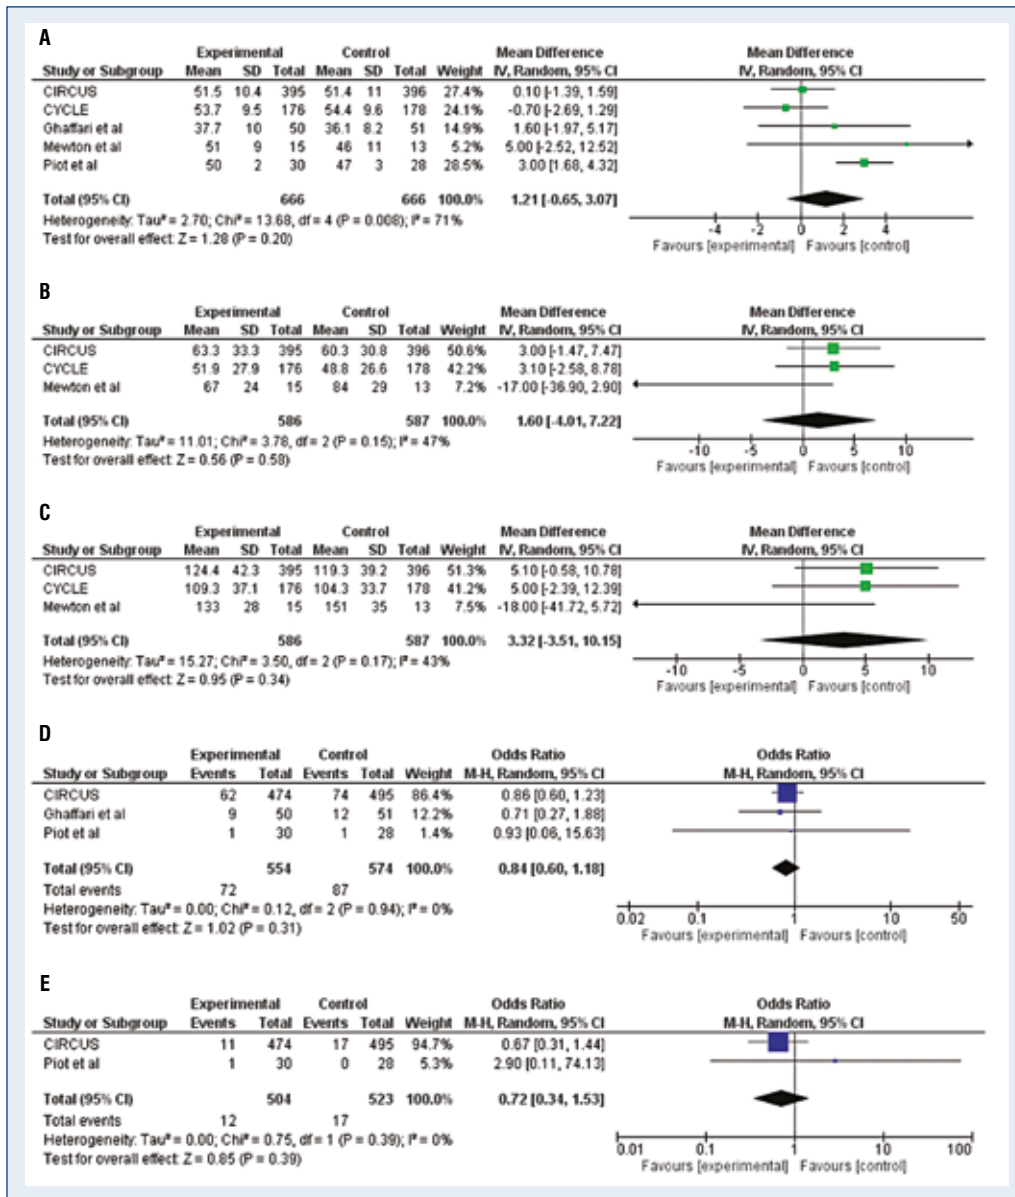 A
Experimental Control Mean Difference Mean Difference
Study or Subgroup Mean SD Total Mean SD Total Weight IV, Random, 95% CI IV, Random, 95% CI
CIRCUS 51.5 10.4 395 51.4 11 396 27.4% 0.10 [-1.39, 1.59]
CYCLE 53.7 9.5 176 54.4 9.6 178 24.1% -0.70 [-2.69, 1.29]
Ghaffari et al 37.7 10 50 36.1 8.2 51 14.9% 1.60 [-1.97, 5.17]
Mewton et al 51 9 15 46 11 13 5.2% 5.00 [-2.52, 12.52]
Piot et al 50 2 30 47 3 28 28.5% 3.00 [1.68, 4.32]
Total (95% CI) 666 666 100.0% 1.21 [-0.65, 3.07]
Heterogeneity: Tau² = 2.70; Chi² = 13.68, df = 4 (P = 0.008); I² = 71%
Test for overall effect: Z = 1.28 (P = 0.20)
-4 -2 0 2 4
Favours [experimental] Favours [control]
B
Experimental Control Mean Difference Mean Difference
Study or Subgroup Mean SD Total Mean SD Total Weight IV, Random, 95% CI IV, Random, 95% CI
CIRCUS 63.3 33.3 395 60.3 30.8 396 50.6% 3.00 [-1.47, 7.47]
CYCLE 51.9 27.9 176 48.8 26.6 178 42.2% 3.10 [-2.58, 8.78]
Mewton et al 67 24 15 84 29 13 7.2% -17.00 [-36.90, 2.90]
Total (95% CI) 586 587 100.0% 1.60 [-4.01, 7.22]
Heterogeneity: Tau² = 11.01; Chi² = 3.78, df = 2 (P = 0.15); I² = 47%
Test for overall effect: Z = 0.56 (P = 0.58)
-10 -5 0 5 10
Favours [experimental] Favours [control]
C
Experimental Control Mean Difference Mean Difference
Study or Subgroup Mean SD Total Mean SD Total Weight IV, Random, 95% CI IV, Random, 95% CI
CIRCUS 124.4 42.3 395 119.3 39.2 396 51.3% 5.10 [-0.58, 10.78]
CYCLE 109.3 37.1 176 104.3 33.7 178 41.2% 5.00 [-2.39, 12.39]
Mewton et al 133 28 15 151 35 13 7.5% -18.00 [-41.72, 5.72]
Total (95% CI) 586 587 100.0% 3.32 [-3.51, 10.15]
Heterogeneity: Tau² = 15.27; Chi² = 3.50, df = 2 (P = 0.17); I² = 43%
Test for overall effect: Z = 0.95 (P = 0.34)
-10 -5 0 5 10
Favours [experimental] Favours [control]
D
Experimental Control Odds Ratio Odds Ratio
Study or Subgroup Events Total Events Total Weight M-H, Random, 95% CI M-H, Random, 95% CI
CIRCUS 62 474 74 495 86.4% 0.86 [0.60, 1.23]
Ghaffari et al 9 50 12 51 12.2% 0.71 [0.27, 1.88]
Piot et al 1 30 1 28 1.4% 0.93 [0.06, 15.63]
Total (95% CI) 554 574 100.0% 0.84 [0.60, 1.18]
Total events 72 87
Heterogeneity: Tau² = 0.00; Chi² = 0.12, df = 2 (P = 0.94); I² = 0%
Test for overall effect: Z = 1.02 (P = 0.31)
0.02 0.1 1 10 50
Favours [experimental] Favours [control]
E
Experimental Control Odds Ratio Odds Ratio
Study or Subgroup Events Total Events Total Weight M-H, Random, 95% CI M-H, Random, 95% CI
CIRCUS 11 474 17 495 94.7% 0.67 [0.31, 1.44]
Piot et al 1 30 0 28 5.3% 2.90 [0.11, 74.13]
Total (95% CI) 504 523 100.0% 0.72 [0.34, 1.53]
Total events 12 17
Heterogeneity: Tau² = 0.00; Chi² = 0.75, df = 1 (P = 0.39); I² = 0%
Test for overall effect: Z = 0.85 (P = 0.39)
0.01 0.1 1 10 100
Favours [experimental] Favours [control]